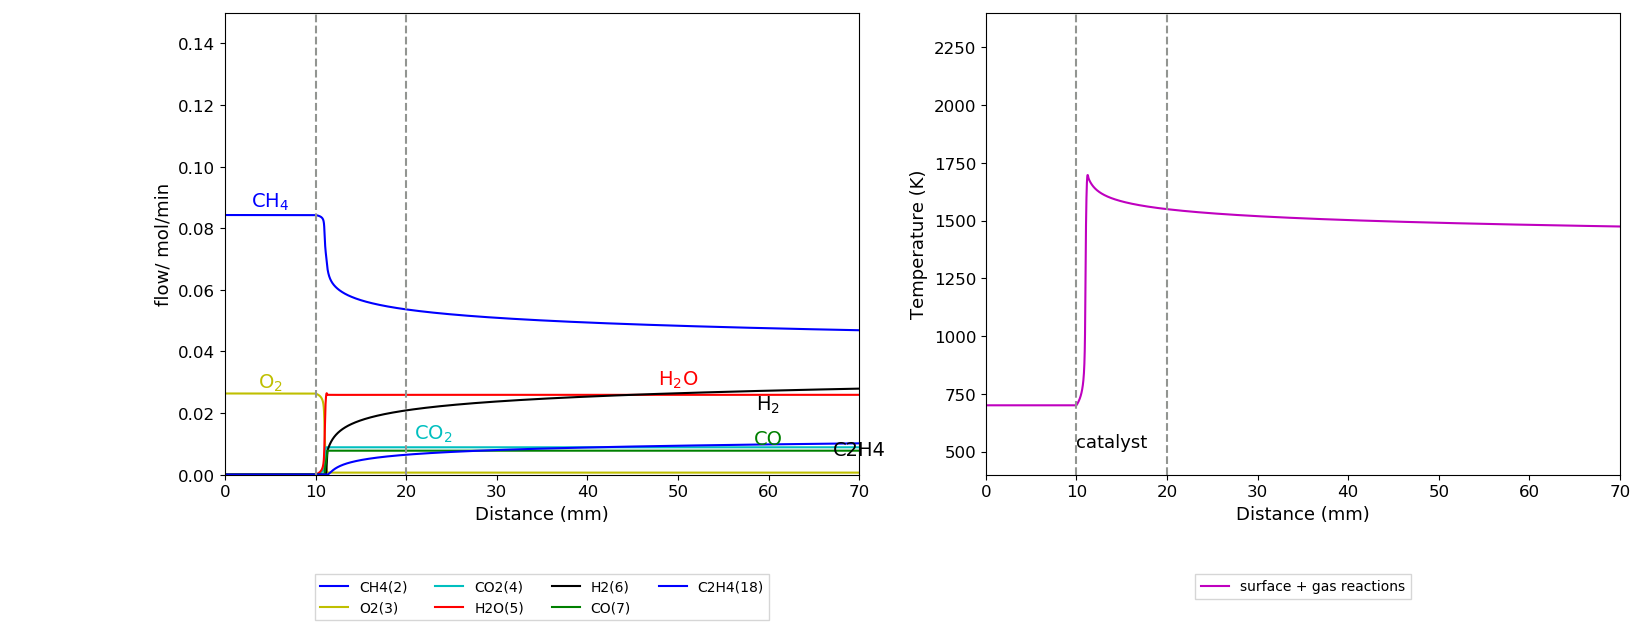 0.14
0.12
0.10
0.08
0.06
0.04
0.02
0.00
flow/ mol/min
CH4
O2
CO2
H2O
H2
CO
C2H4
0 10 20 30 40 50 60 70
Distance (mm)
CH4(2) CO2(4) H2(6) C2H4(18)
O2(3) H2O(5) CO(7)
2250
2000
1750
1500
1250
1000
750
500
Temperature (K)
catalyst
0 10 20 30 40 50 60 70
Distance (mm)
surface + gas reactions